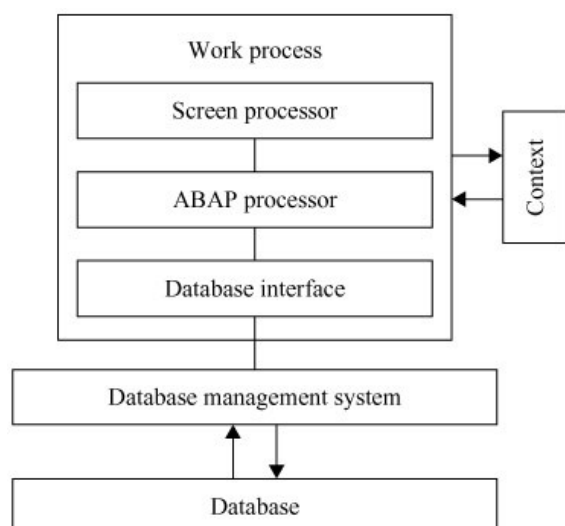 Work process
Screen processor
ABAP processor
Context
Database interface
Database management system
Database